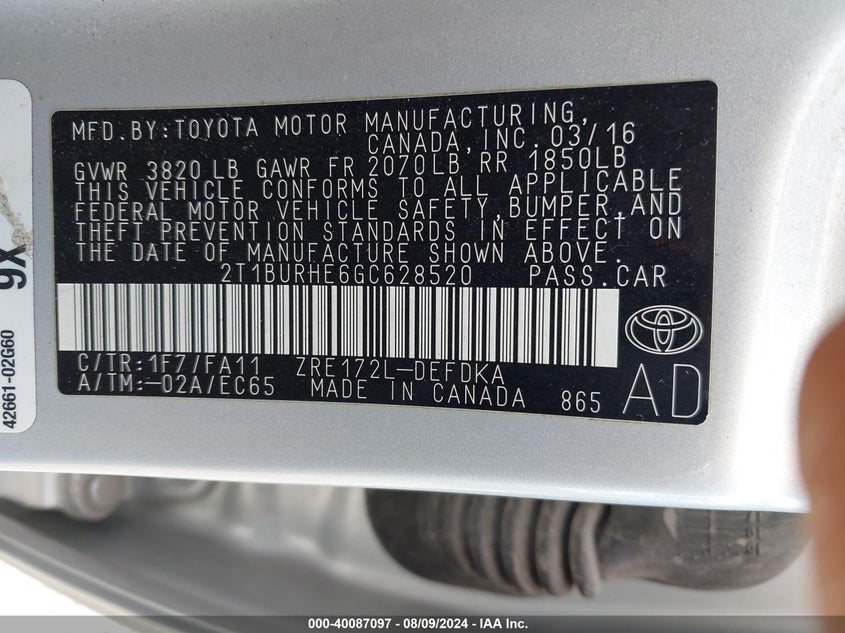 MFD.BY:TOYOTA MOTOR MANUFACTURING,
CANADA,INC.03/16
GVWR 3820 LB GAWR FR 2070LB RR 1850LB
THIS VEHICLE CONFORMS TO ALL APPLICABLE
FEDERAL MOTOR VEHICLE SAFETY,BUMPER,AND
THEFT PREVENTION STANDARDS IN EFFECT ON
THE DATE OF MANUFACTURE SHOWN ABOVE.
2T1BURHE6GC628520 PASS.CAR
C/TR:1F7/FA11 ZRE172L-DEFDKA
A/TM:-02A/EC65 MADE IN CANADA 865
AD
9X
42661-02G60
000-40087097 - 08/09/2024 - IAA Inc.